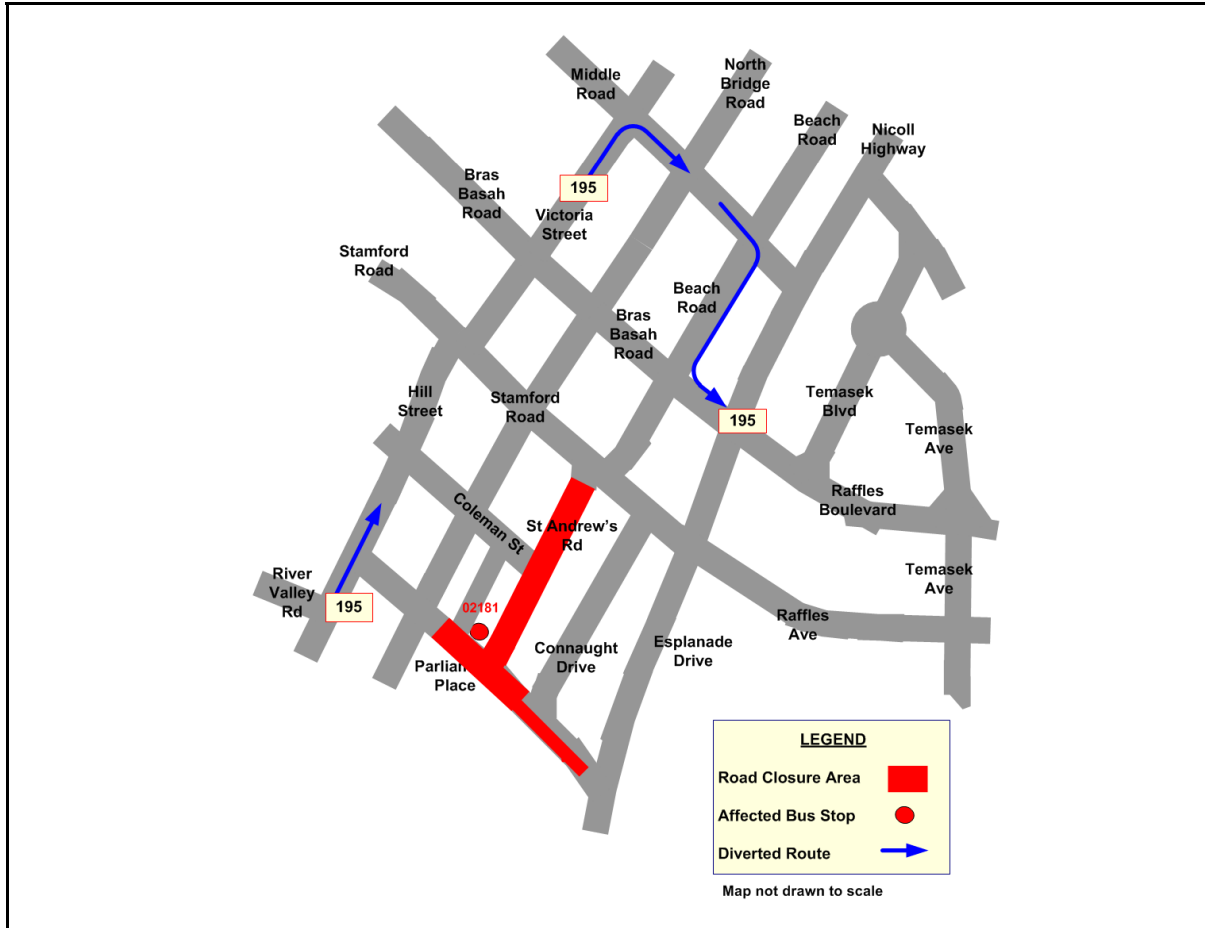 Middle
Road
North
Bridge
Road
Beach
Road
Nicoll
Highway
Bras
Basah
Road
195
Victoria
Street
Stamford
Road
Beach
Road
Bras
Basah
Road
Hill
Street
Stamford
Road
Temasek
Blvd
195
Temasek
Ave
Raffles
Boulevard
Coleman St
St Andrew's
Rd
River
Valley
Rd
195
02181
Temasek
Ave
Raffles
Ave
Connaught
Drive
Esplanade
Drive
Parlian
Place
LEGEND
Road Closure Area
Affected Bus Stop
Diverted Route
Map not drawn to scale